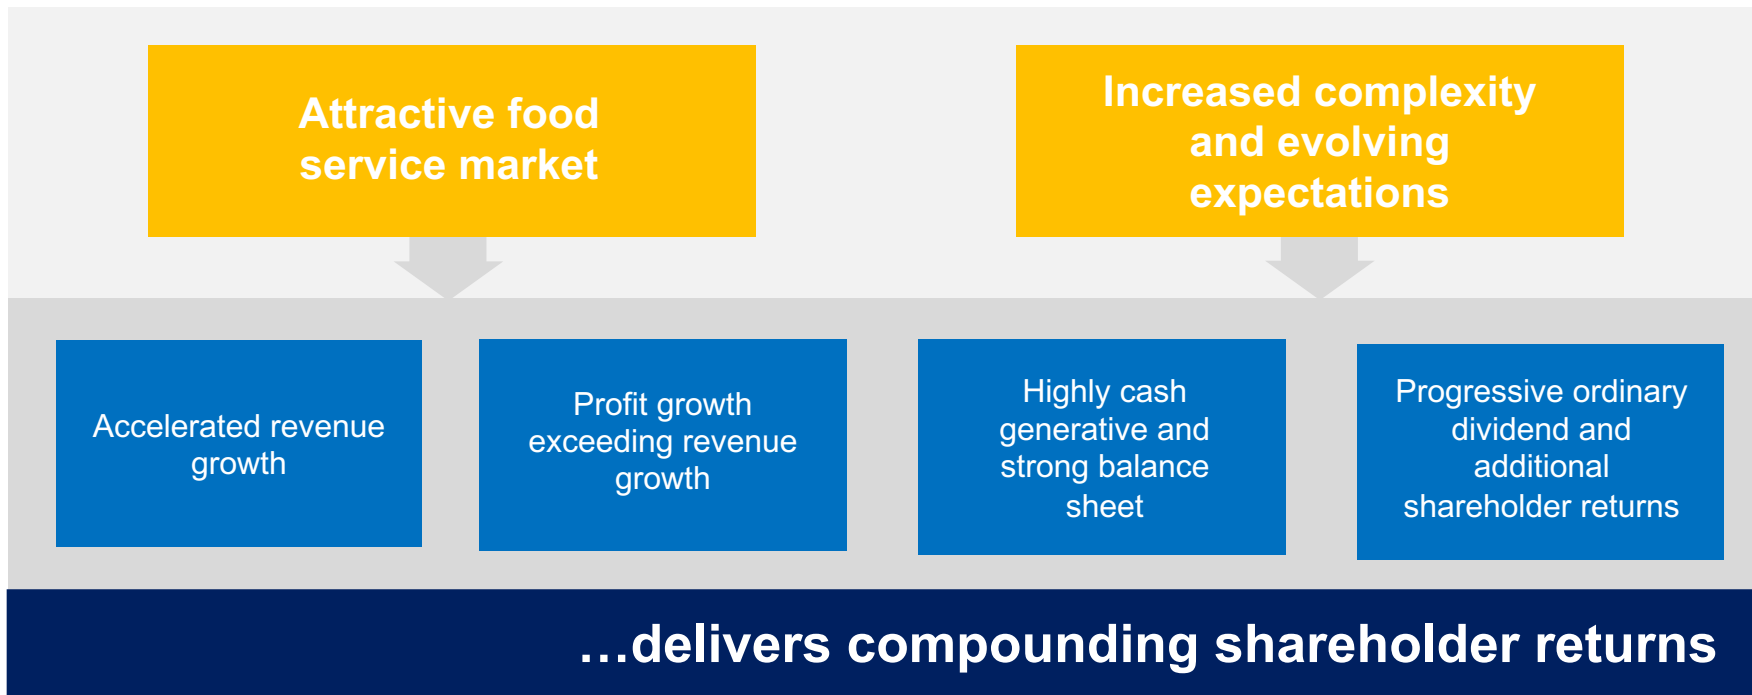 Attractive food
service market
Increased complexity
and evolving
expectations
Accelerated revenue
growth
Profit growth
exceeding revenue
growth
Highly cash
generative and
strong balance
sheet
Progressive ordinary
dividend and
additional
shareholder returns
…delivers compounding shareholder returns